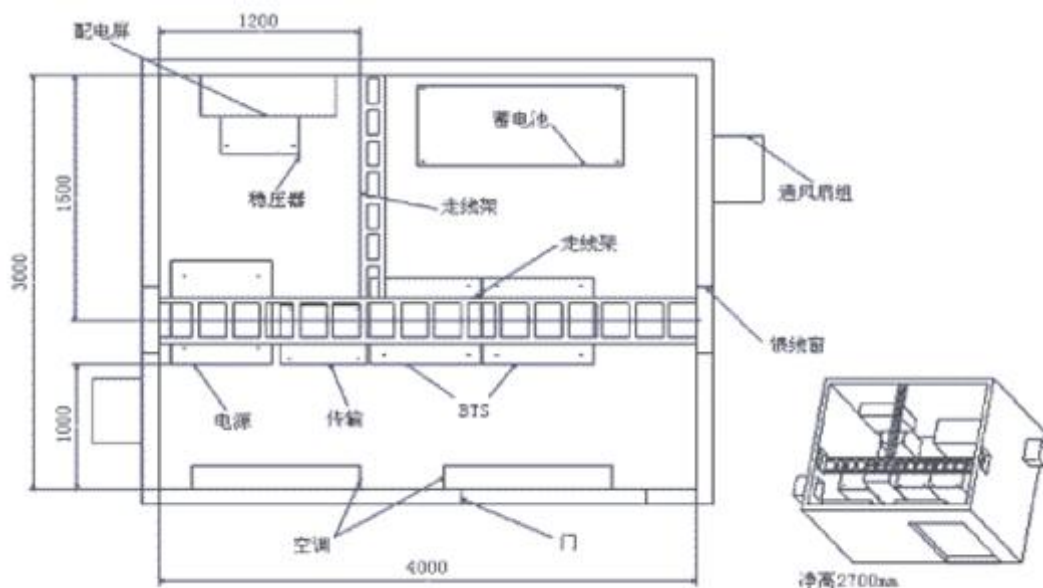 1200
配电屏
蓄电池
通风扇组
稳压器
走线架
1500
走线架
3000
馈线窗
1000
电源
传输
BTS
空调
门
4000
净高2700mm